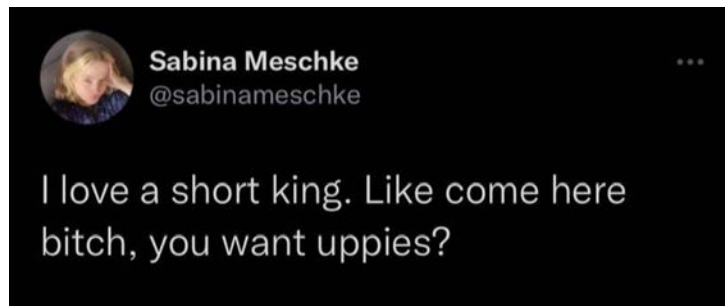 Sabina Meschke
@sabinameschke
I love a short king. Like come here
bitch, you want uppies?